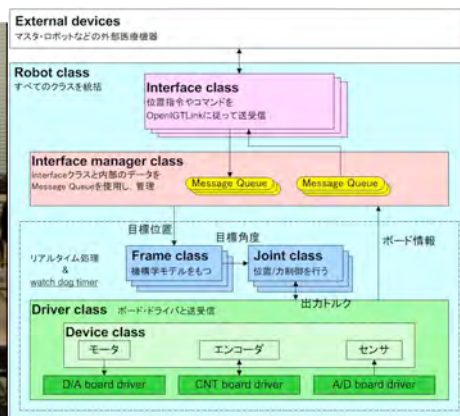 External devices
マスタ・ロボットなどの外部医療機器
Robot class
すべてのクラスを統括
Interface class
位置指令やコマンドを
OpenIGTLinkに従って送受信
Interface manager class
Interfaceクラスと内部のデータを
Message Queueを使用し、管理
Message Queue
Message Queue
目標位置
目標角度
ボード情報
リアルタイム処理
&
watch dog timer
Frame class
機構学モデルをもつ
Joint class
位置/力制御を行う
出力トルク
Driver class ボード・ドライバと送受信
Device class
モータ
エンコーダ
センサ
D/A board driver
CNT board driver
A/D board driver